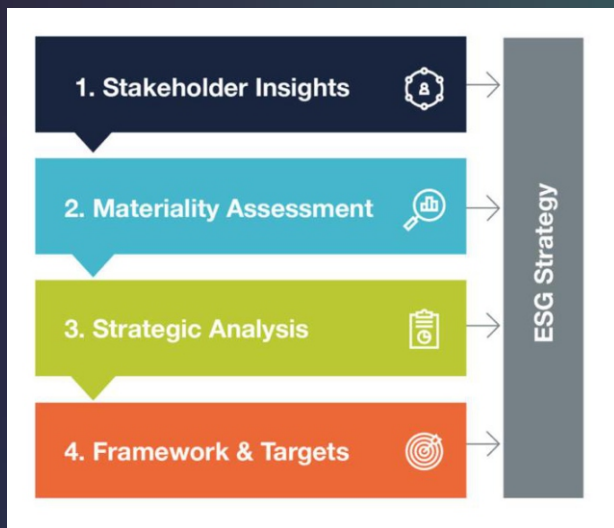 1. Stakeholder Insights
2. Materiality Assessment
3. Strategic Analysis
4. Framework & Targets
ESG Strategy